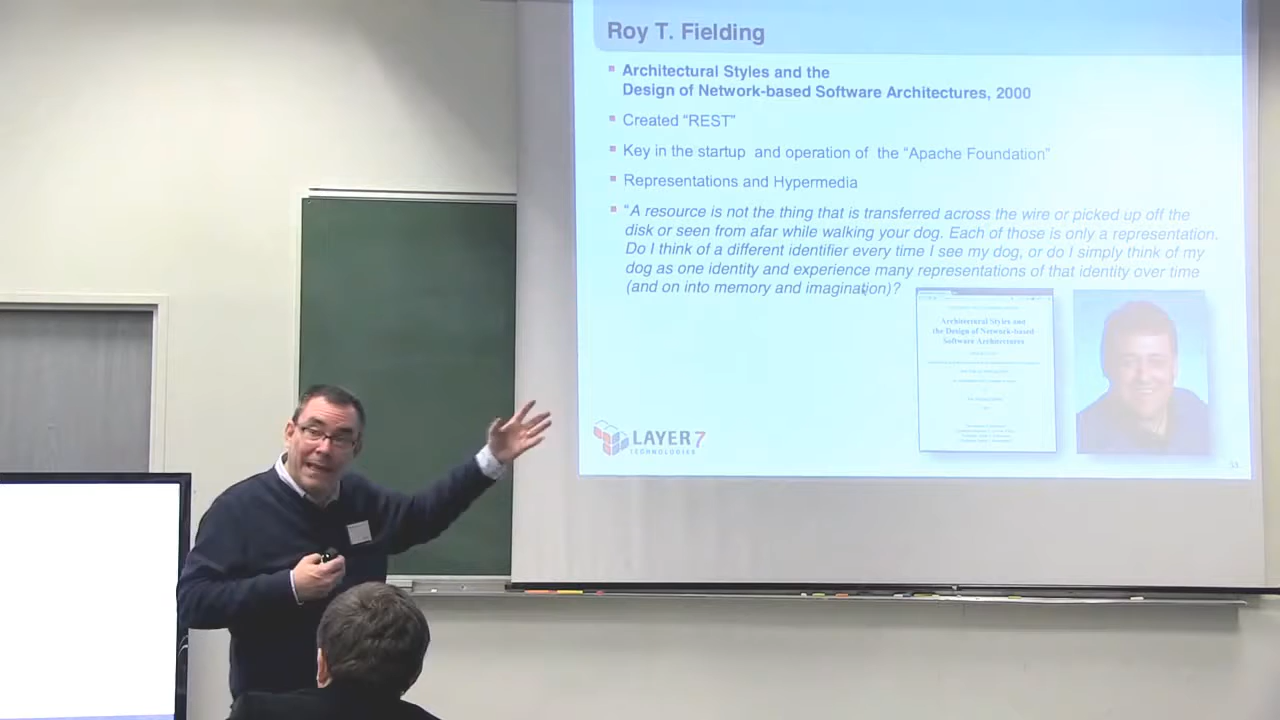 Roy T. Fielding
Architectural Styles and the
Design of Network-based Software Architectures, 2000
Created “REST”
Key in the startup and operation of the “Apache Foundation”
Representations and Hypermedia
“A resource is not the thing that is transferred across the wire or picked up off the
disk or seen from afar while walking your dog. Each of those is only a representation.
Do I think of a different identifier every time I see my dog, or do I simply think of my
dog as one identity and experience many representations of that identity over time
(and on into memory and imagination)?
Architectural Styles and
the Design of Network-based
Software Architectures
LAYER 7
TECHNOLOGIES